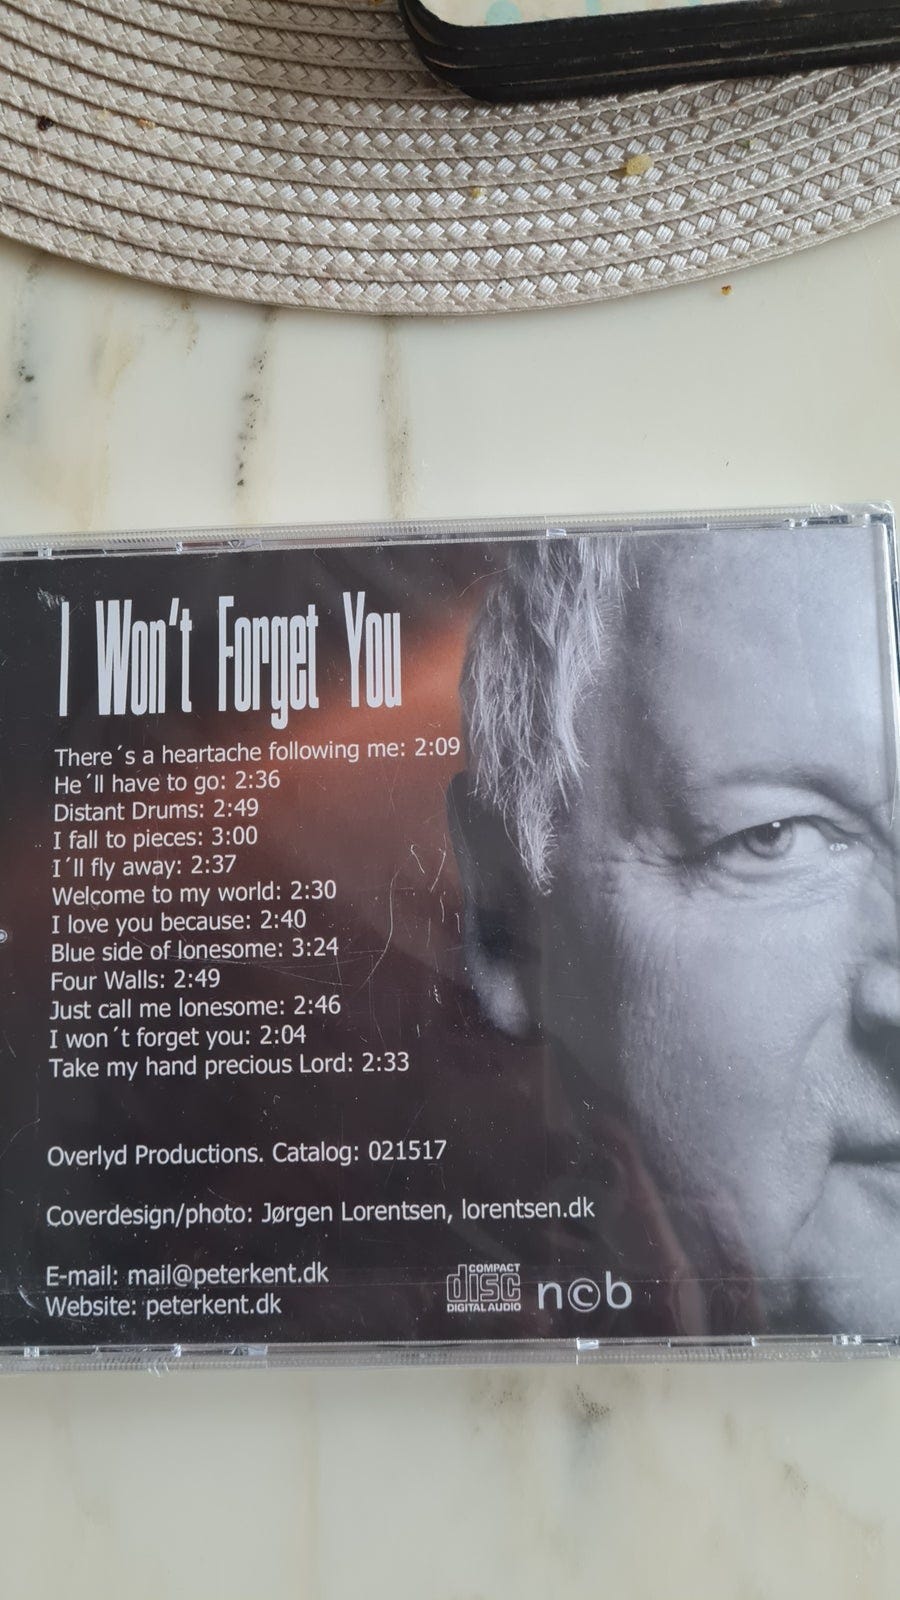 I Won't Forget You
There´s a heartache following me: 2:09
He´ll have to go: 2:36
Distant Drums: 2:49
I fall to pieces: 3:00
I´ll fly away: 2:37
Welcome to my world: 2:30
I love you because: 2:40
Blue side of lonesome: 3:24
Four Walls: 2:49
Just call me lonesome: 2:46
I won´t forget you: 2:04
Take my hand precious Lord: 2:33
Overlyd Productions. Catalog: 021517
Coverdesign/photo: Jørgen Lorentsen, lorentsen.dk
E-mail: mail@peterkent.dk
Website: peterkent.dk
COMPACT
disc
DIGITAL AUDIO
n©b